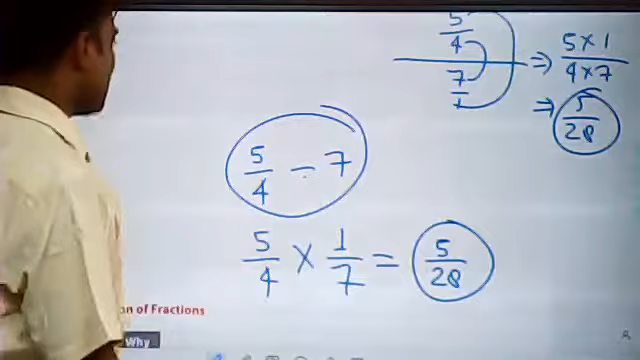 5/4 / 7/1 ⇒ 5 × 1 / 4 × 7
⇒ 5/28
5/4 ÷ 7
5/4 × 1/7 = 5/28
on of Fractions
Why